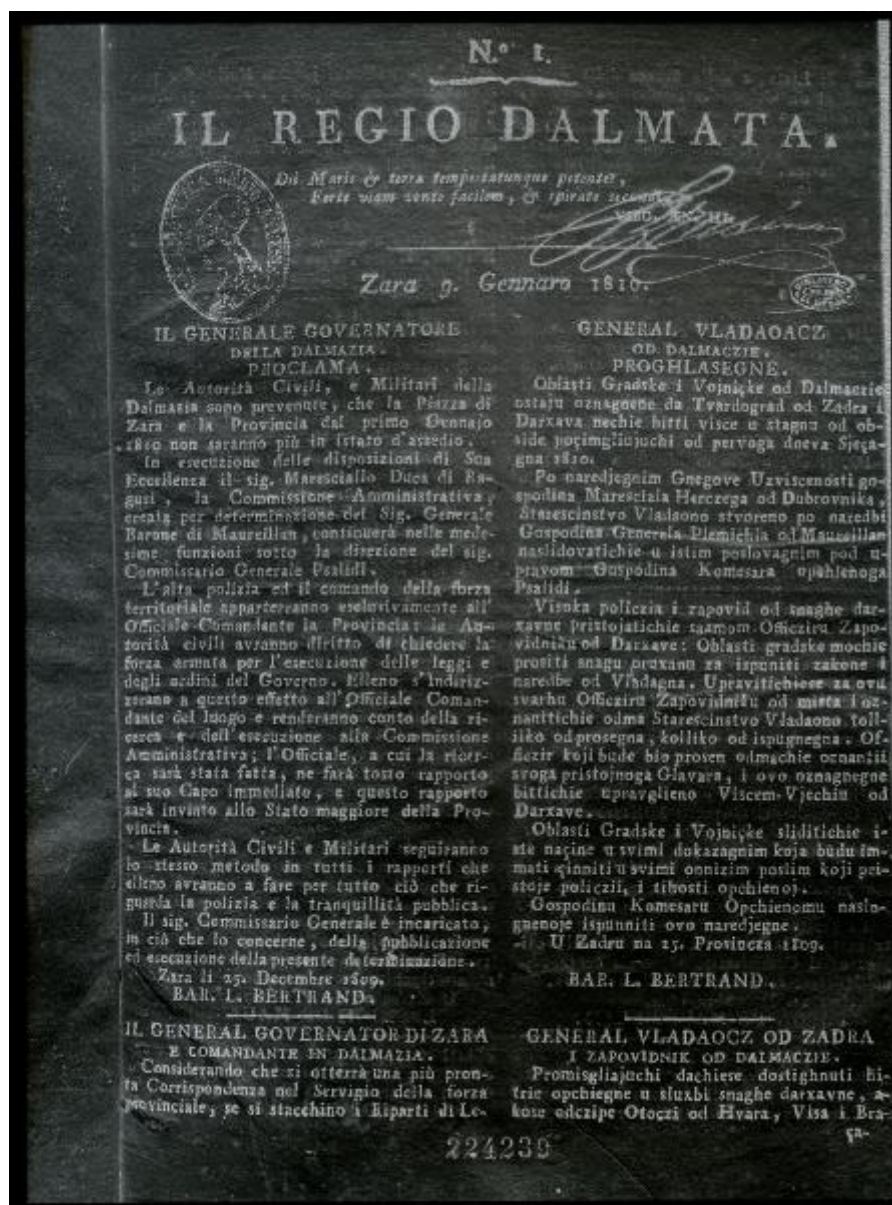 N.º 1.
IL REGIO DALMATA.
Dii Maris & terra tempestatunque potentes,
Ferte viam vento facilem, & spirate secundi
Zara 9. Gennaro 1810.
IL GENERALE GOVERNATORE
DELLA DALMAZIA.
PROCLAMA.
Le Autorità Civili, e Militari della
Dalmazia sono prevenute, che la Piazza di
Zara e la Provincia dal primo Gennajo
1810 non saranno più in istato d'assedio.
In esecuzione delle disposizioni di Sua
Eccellenza il sig. Maresciallo Duca di Ra-
gusi, la Commissione Amministrativa,
creata per determinazione del Sig. Generale
Barone di Maureillan, continuerà nelle mede-
sime funzioni sotto la direzione del sig.
Commissario Generale Psalidi.
L'alta polizia ed il comando della forza
territoriale apparterranno esclusivamente all'
Officiale Comandante la Provincia: le Au-
torità civili avranno diritto di chiedere la
forza armata per l'esecuzione delle leggi e
degli ordini del Governo. Elleno s'indiriz-
zerano a questo effetto all'Officiale Coman-
dante del luogo e renderanno conto della ri-
cerca e dell'esecuzione alla Commissione
Amministrativa; l'Officiale, a cui la ricer-
ca sarà stata fatta, ne farà tosto rapporto
al suo Capo immediato, e questo rapporto
sarà invinto allo Stato maggiore della Pro-
vincia.
Le Autorità Civili e Militari seguiranno
lo stesso metodo in tutti i rapporti che
elleno avranno a fare per tutto ciò che ri-
guarda la polizia e la tranquillità pubblica.
Il sig. Commissario Generale è incaricato,
in ciò che lo concerne, della pubblicazione
ed esecuzione della presente determinazione.
Zara li 25. Decembre 1809.
BAR. L. BERTRAND.
IL GENERAL GOVERNATOR DI ZARA
E COMANDANTE IN DALMAZIA.
Considerando che si otterrà una più pron-
ta Corrispondenza nel Servigio della forza
provinciale, se si stacchino i Riparti di Le-
GENERAL VLADAOACZ
OD DALMACZIE.
PROGHLASEGNE.
Oblasti Gradske i Vojniçke od Dalmaczie
ostaju oznagnene da Tvardograd od Zadra i
Darxava nechie bitti visce u stagnu od ob-
side poçimgliujuchi od pervoga dneva Sjeça-
gna 1810.
Po naredjegnim Gnegove Uzviscenosti go-
spodina Marescizla Herczega od Dubrovnika,
Starescinstvo Vladaono stvoreno po naredbi
Gospodina Generela Plemichla od Maureillan
naslidovatichie u istim poslovagnim pod u-
pravom Gospodina Komesara opchienoga
Psalidi.
Visoka policzia i zapovid od snaghe dar-
xavne pristojatichie saamom Officziru Zapo-
vidniku od Darxave: Oblasti gradske mochie
prositi snagu oruxanu za ispuniti zakone i
naredbe od Vladagna. Upravitichiese za ovu
svarhu Officziru Zapovidniku od mista i oz-
nanittichie odma Starescinstvo Vladaono toll-
iko od prosegna, kolliko od ispugnegna. Of-
ficzir koji bude bio prosen odmachie oznaniti
svoga pristojnoga Glavara, i ovo oznagnegne
bittichie upravglieno Viscem-Vjechiu od
Darxave.
Oblasti Gradske i Vojniçke sliditichie i-
ste naçine u svimi dokazagnim koja budu im-
mati çinniti u svimi onnizim poslim koji pri-
stoje policzii, i tihosti opchienoj.
Gospodinu Komesaru Opchienomu naslo-
gnenoje ispunniti ovo naredjegne.
U Zadru na 25. Provincza 1809.
BAR. L. BERTRAND.
GENERAL VLADAOCZ OD ZADRA
I ZAPOVIDNIK OD DALMACZIE.
Promisgliajuchi dachiese dostighnuti hi-
trie opchiegne u sluxbi snaghe darxavne, a-
kose odczipe Otoczi od Hvara, Visa i Bra-
ça-
224239